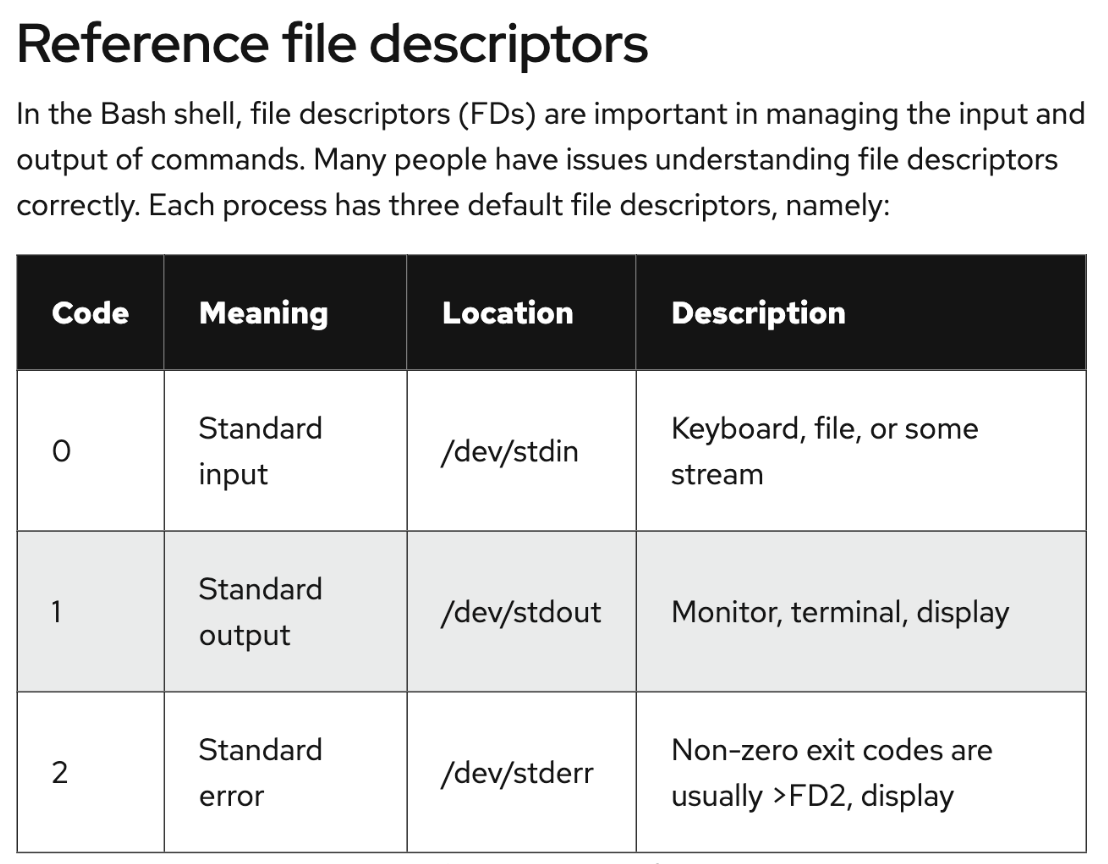 Reference file descriptors
In the Bash shell, file descriptors (FDs) are important in managing the input and
output of commands. Many people have issues understanding file descriptors
correctly. Each process has three default file descriptors, namely:
Code Meaning Location Description
0 Standard input /dev/stdin Keyboard, file, or some stream
1 Standard output /dev/stdout Monitor, terminal, display
2 Standard error /dev/stderr Non-zero exit codes are usually >FD2, display